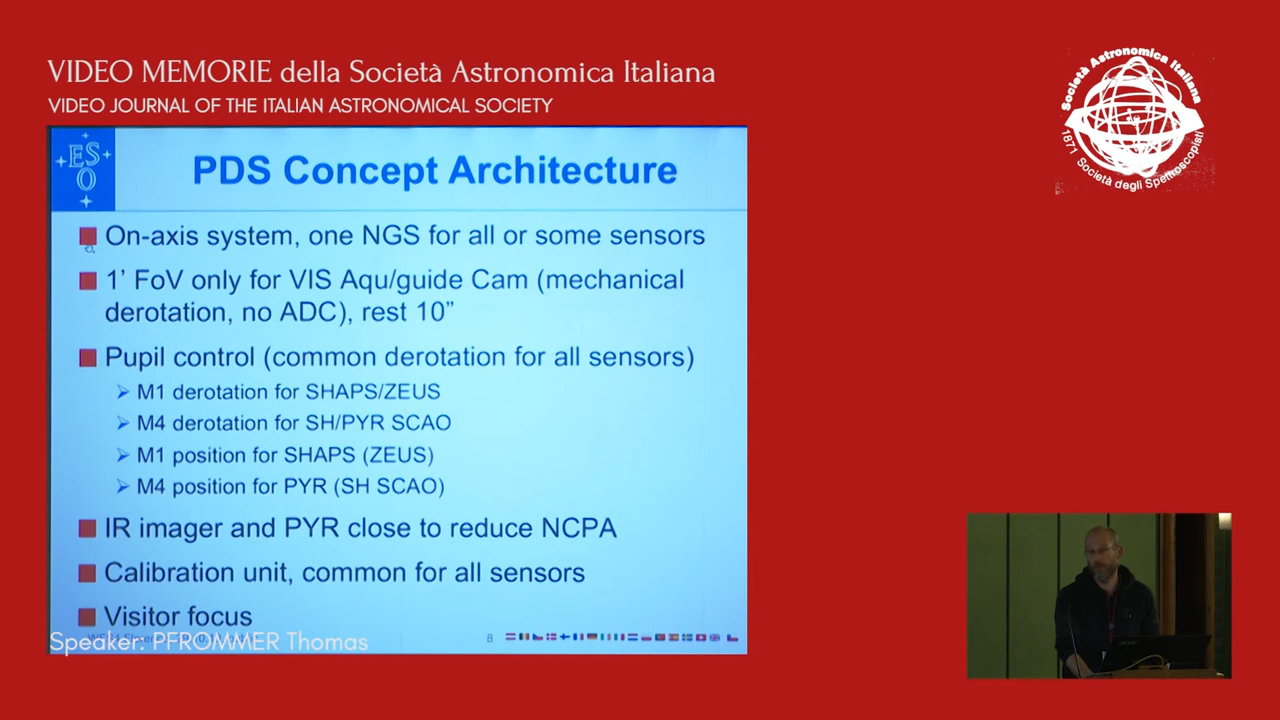 VIDEO MEMORIE della Società Astronomica Italiana
VIDEO JOURNAL OF THE ITALIAN ASTRONOMICAL SOCIETY
Società Astronomica Italiana
1871 Società degli Spettroscopisti
ESO
PDS Concept Architecture
On-axis system, one NGS for all or some sensors
1’ FoV only for VIS Aqu/guide Cam (mechanical
derotation, no ADC), rest 10”
Pupil control (common derotation for all sensors)
M1 derotation for SHAPS/ZEUS
M4 derotation for SH/PYR SCAO
M1 position for SHAPS (ZEUS)
M4 position for PYR (SH SCAO)
IR imager and PYR close to reduce NCPA
Calibration unit, common for all sensors
Visitor focus
Speaker: PFROMMER Thomas
8